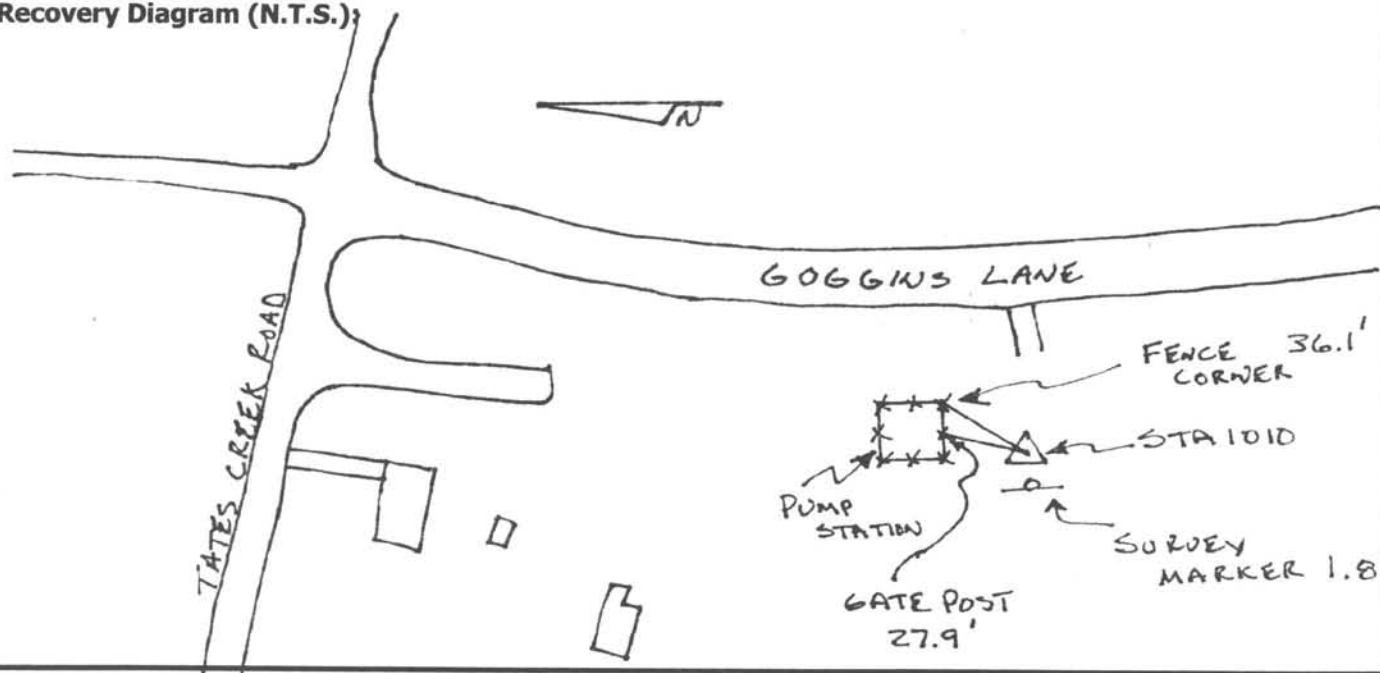 Recovery Diagram (N.T.S.):
N
GOGGINS LANE
TATES CREEK ROAD
FENCE 36.1'
CORNER
STA 1010
PUMP
STATION
SURVEY
MARKER 1.8
GATE POST
27.9'